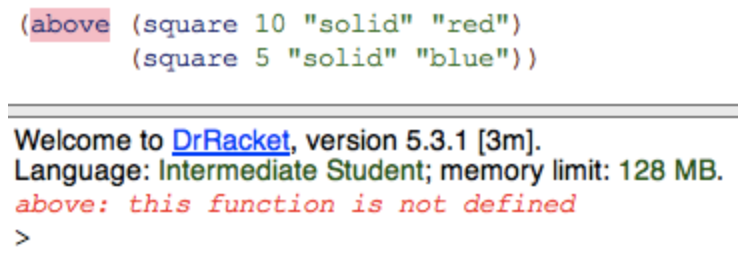 (above (square 10 "solid" "red")
(square 5 "solid" "blue"))
Welcome to DrRacket, version 5.3.1 [3m].
Language: Intermediate Student; memory limit: 128 MB.
above: this function is not defined
>